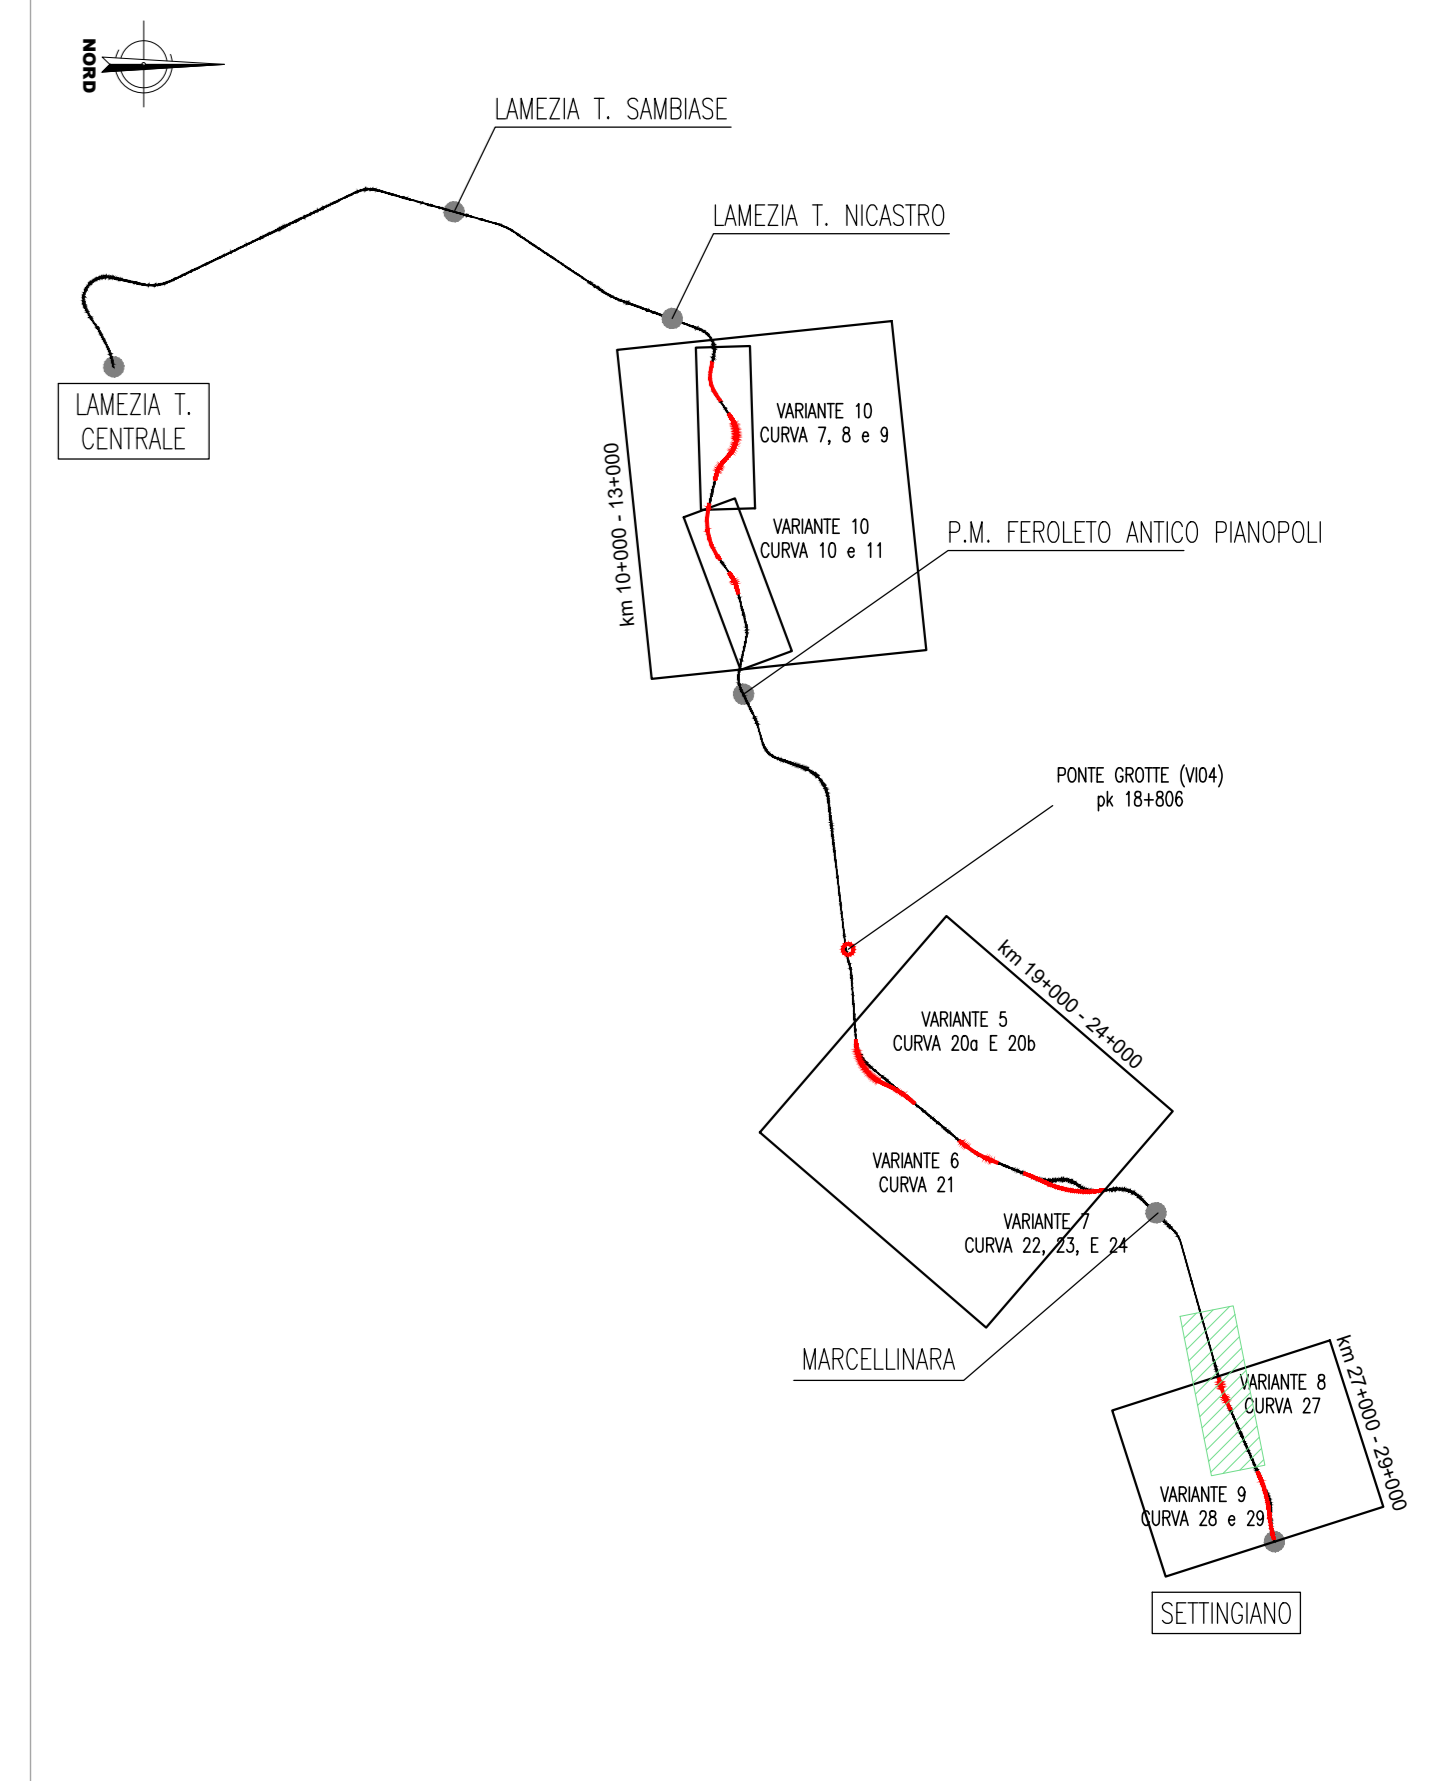 NORD
LAMEZIA T. SAMBIASE
LAMEZIA T. NICASTRO
LAMEZIA T.
CENTRALE
VARIANTE 10
CURVA 7, 8 e 9
km 10+000 - 13+000
VARIANTE 10
CURVA 10 e 11
P.M. FEROLETO ANTICO PIANOPOLI
PONTE GROTTE (VI04)
pk 18+806
km 19+000 - 24+000
VARIANTE 5
CURVA 20a E 20b
VARIANTE 6
CURVA 21
VARIANTE 7
CURVA 22, 23, E 24
MARCELLINARA
km 27+000 - 29+000
VARIANTE 8
CURVA 27
VARIANTE 9
CURVA 28 e 29
SETTINGIANO